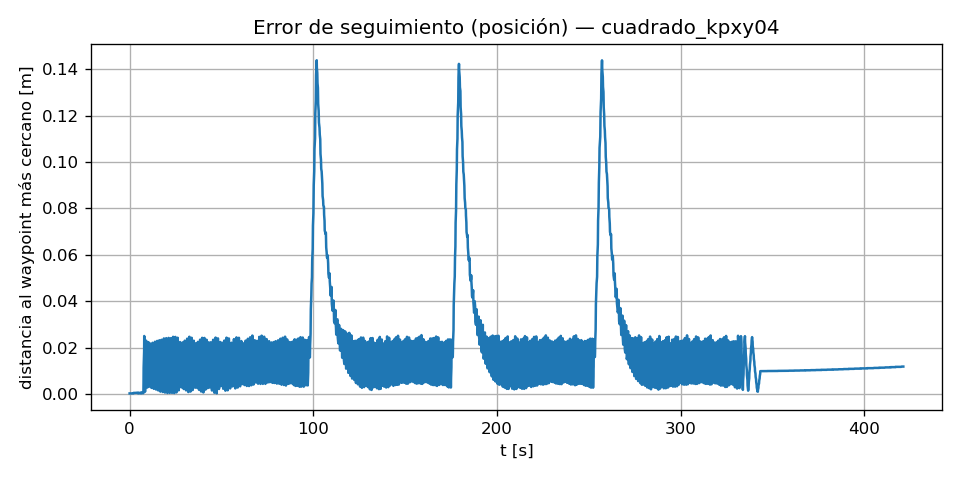 Error de seguimiento (posición) — cuadrado_kpxy04
distancia al waypoint más cercano [m]
0.14
0.12
0.10
0.08
0.06
0.04
0.02
0.00
0 100 200 300 400
t [s]